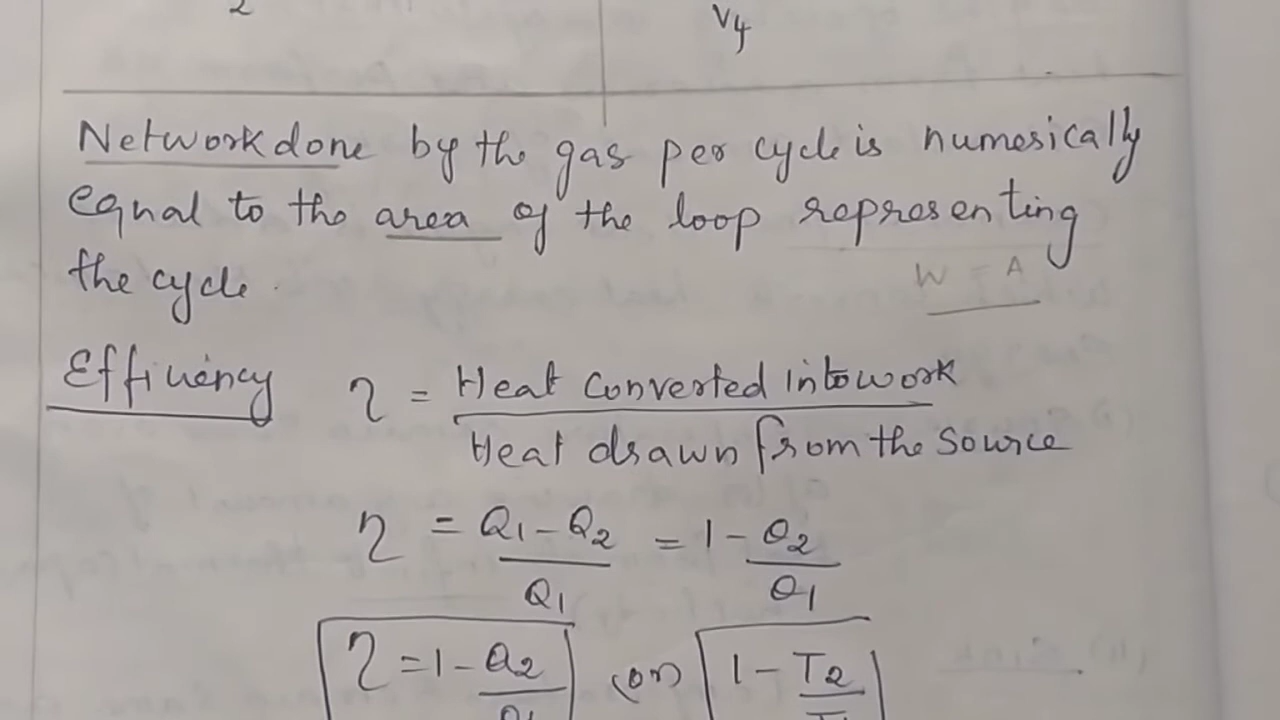 2
V4
Network done by the gas per cycle is numerically
equal to the area of the loop representing
the cycle.
W = A
Efficiency η = Heat converted into work
Heat drawn from the source
η = Q1 - Q2 = 1 - Q2
Q1 Q1
η = 1 - Q2 (or) 1 - T2
Q1